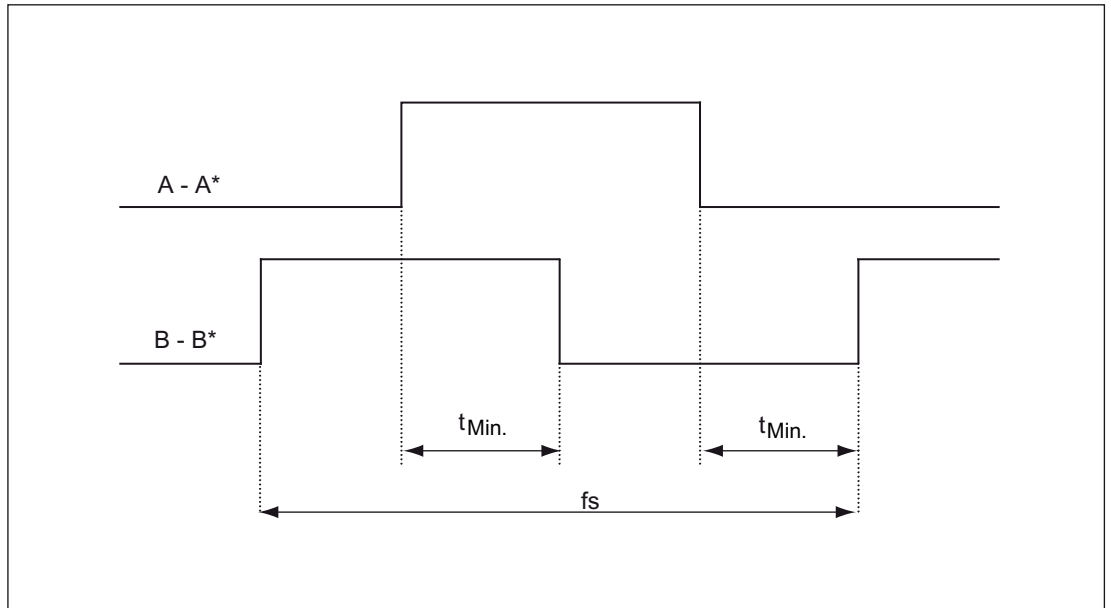 A - A*
B - B*
tMin.
tMin.
fs